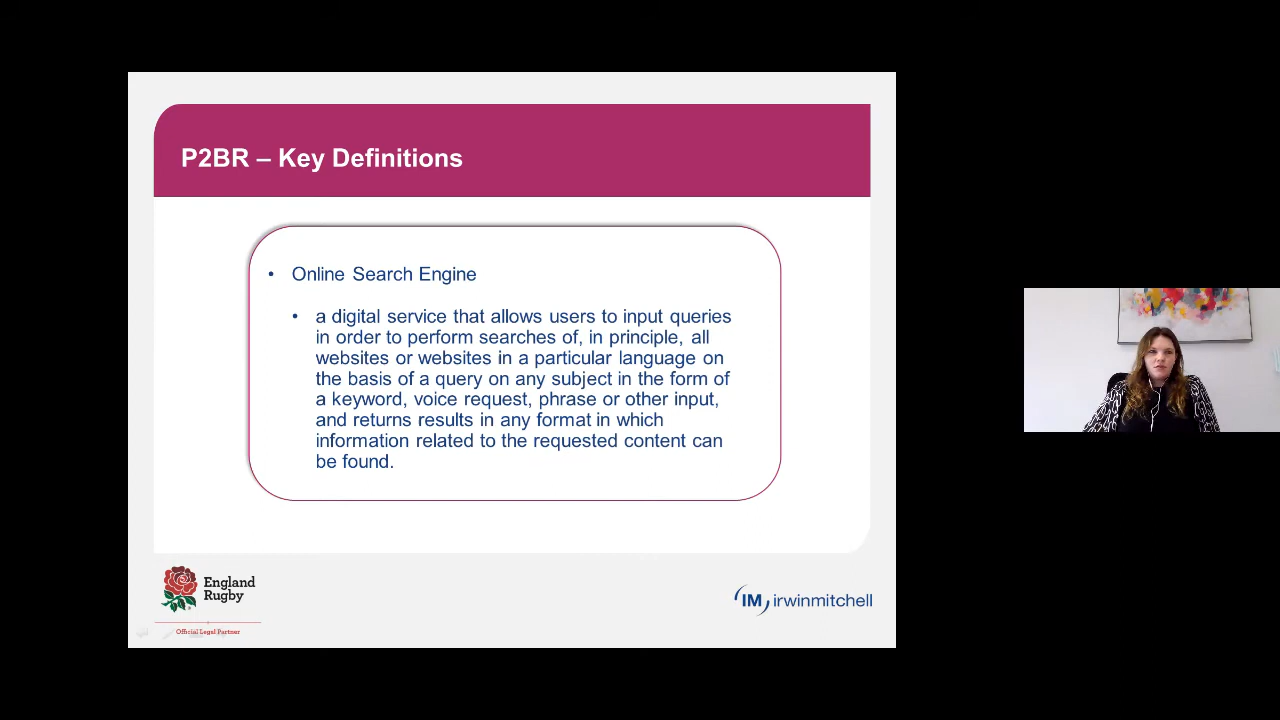 P2BR – Key Definitions
• Online Search Engine
• a digital service that allows users to input queries
in order to perform searches of, in principle, all
websites or websites in a particular language on
the basis of a query on any subject in the form of
a keyword, voice request, phrase or other input,
and returns results in any format in which
information related to the requested content can
be found.
England
Rugby
Official Legal Partner
IM irwinmitchell